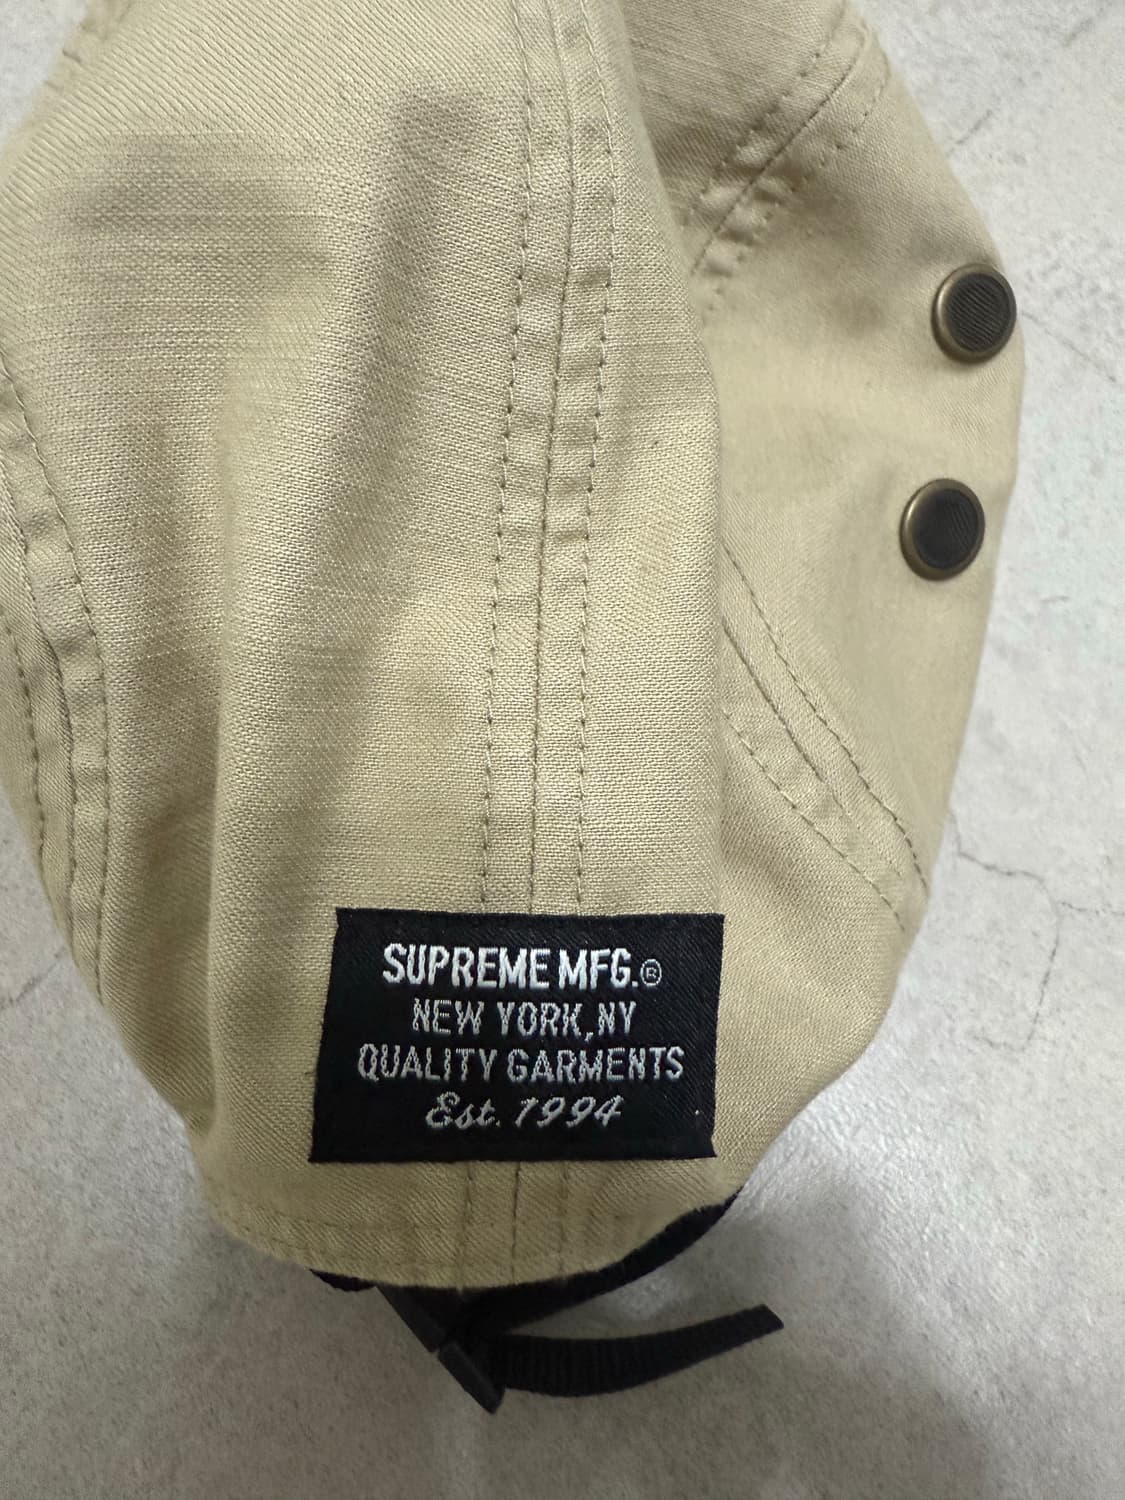 SUPREME MFG.®
NEW YORK, NY
QUALITY GARMENTS
Est. 1994